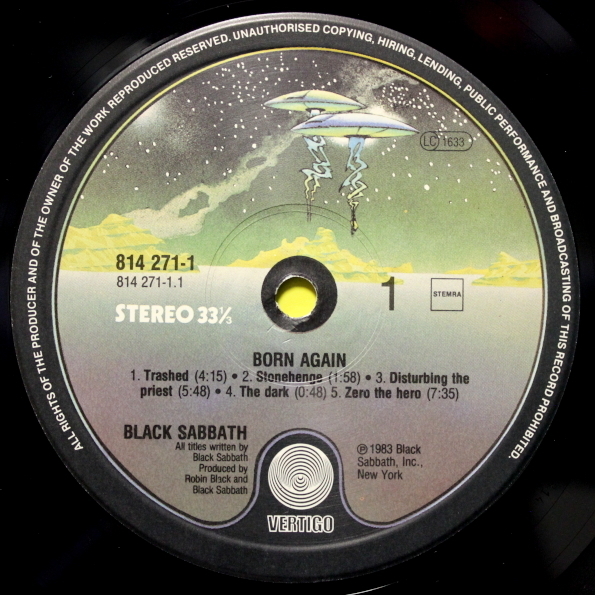 ALL RIGHTS OF THE PRODUCER AND OF THE OWNER OF THE WORK REPRODUCED RESERVED. UNAUTHORISED COPYING, HIRING, LENDING, PUBLIC PERFORMANCE AND BROADCASTING OF THIS RECORD PROHIBITED.
LC 1633
814 271-1
814 271-1.1
STEREO 33⅓
1
STEMRA
BORN AGAIN
1. Trashed (4:15) • 2. Stonehenge (1:58) • 3. Disturbing the
priest (5:48) • 4. The dark (0:48) 5. Zero the hero (7:35)
BLACK SABBATH
All titles written by
Black Sabbath
Produced by
Robin Black and
Black Sabbath
℗ 1983 Black
Sabbath, Inc.,
New York
VERTIGO